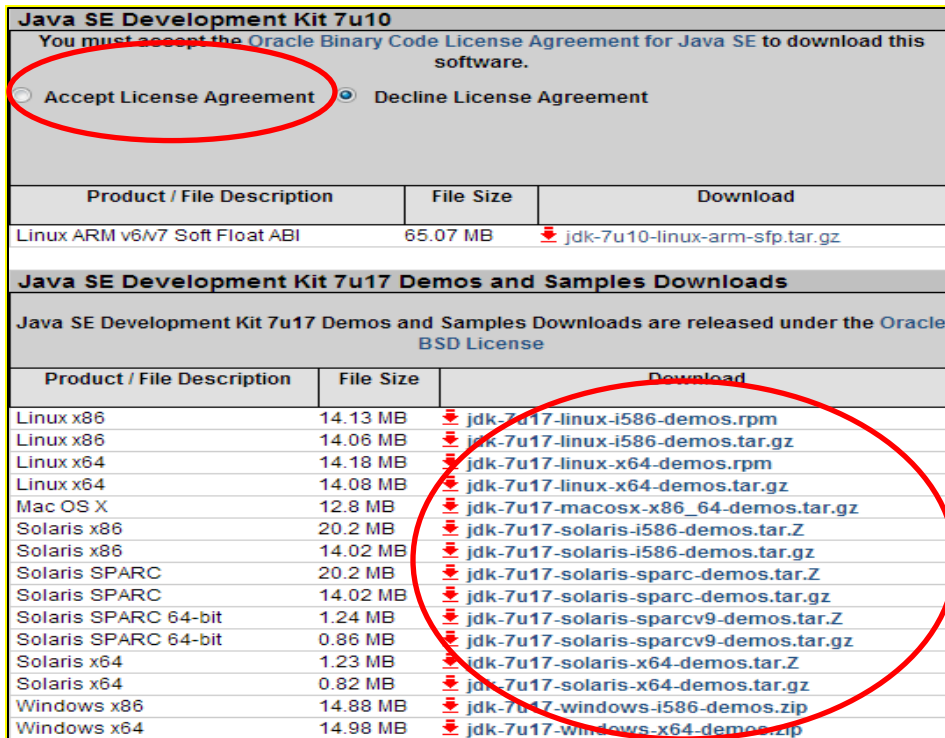 Java SE Development Kit 7u10
You must accept the Oracle Binary Code License Agreement for Java SE to download this
software.
Accept License Agreement Decline License Agreement
Product / File Description File Size Download
Linux ARM v6/v7 Soft Float ABI 65.07 MB jdk-7u10-linux-arm-sfp.tar.gz
Java SE Development Kit 7u17 Demos and Samples Downloads
Java SE Development Kit 7u17 Demos and Samples Downloads are released under the Oracle
BSD License
Product / File Description File Size Download
Linux x86 14.13 MB jdk-7u17-linux-i586-demos.rpm
Linux x86 14.06 MB jdk-7u17-linux-i586-demos.tar.gz
Linux x64 14.18 MB jdk-7u17-linux-x64-demos.rpm
Linux x64 14.08 MB jdk-7u17-linux-x64-demos.tar.gz
Mac OS X 12.8 MB jdk-7u17-macosx-x86_64-demos.tar.gz
Solaris x86 20.2 MB jdk-7u17-solaris-i586-demos.tar.Z
Solaris x86 14.02 MB jdk-7u17-solaris-i586-demos.tar.gz
Solaris SPARC 20.2 MB jdk-7u17-solaris-sparc-demos.tar.Z
Solaris SPARC 14.02 MB jdk-7u17-solaris-sparc-demos.tar.gz
Solaris SPARC 64-bit 1.24 MB jdk-7u17-solaris-sparcv9-demos.tar.Z
Solaris SPARC 64-bit 0.86 MB jdk-7u17-solaris-sparcv9-demos.tar.gz
Solaris x64 1.23 MB jdk-7u17-solaris-x64-demos.tar.Z
Solaris x64 0.82 MB jdk-7u17-solaris-x64-demos.tar.gz
Windows x86 14.88 MB jdk-7u17-windows-i586-demos.zip
Windows x64 14.98 MB jdk-7u17-windows-x64-demos.zip